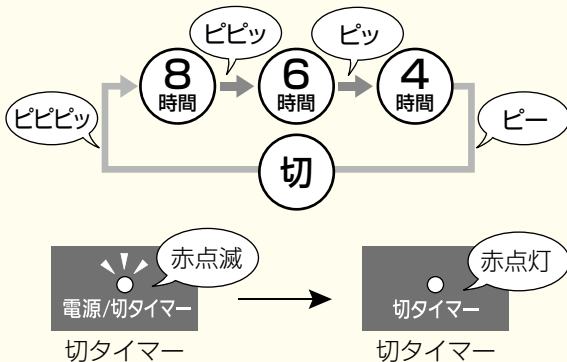 ピピッ
ピッ
8
時間
6
時間
4
時間
ピピピッ
ピー
切
赤点滅
赤点灯
電源/切タイマー
切タイマー
切タイマー
切タイマー